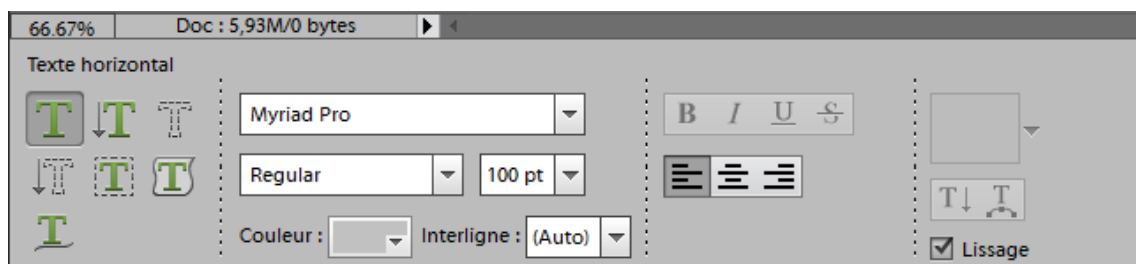 66.67% Doc : 5,93M/0 bytes
Texte horizontal
Myriad Pro
B I U S
Regular 100 pt
Couleur : Interligne : (Auto)
Lissage